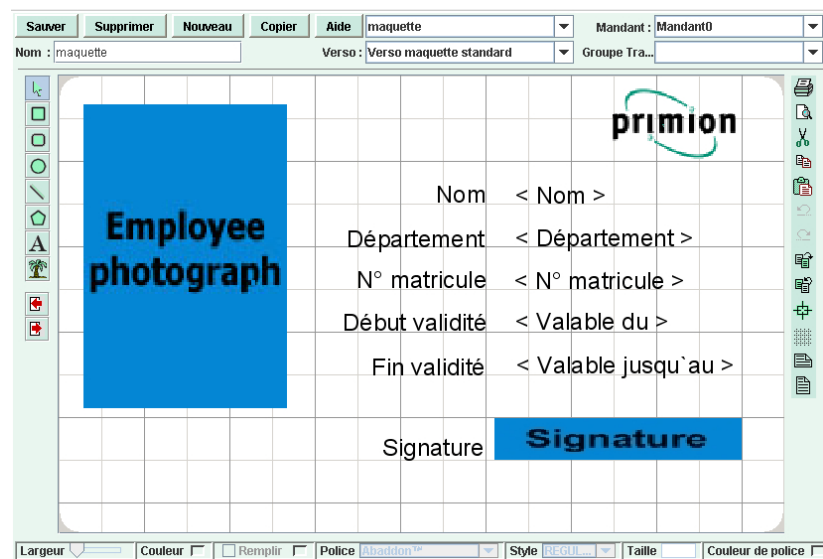 Sauver Supprimer Nouveau Copier Aide maquette Mandant : Mandant0
Nom : maquette Verso : Verso maquette standard Groupe Tra...
A
primion
Employee
photograph
Nom < Nom >
Département < Département >
N° matricule < N° matricule >
Début validité < Valable du >
Fin validité < Valable jusqu`au >
Signature Signature
Largeur Couleur Remplir Police Abaddon™ Style REGUL... Taille Couleur de police